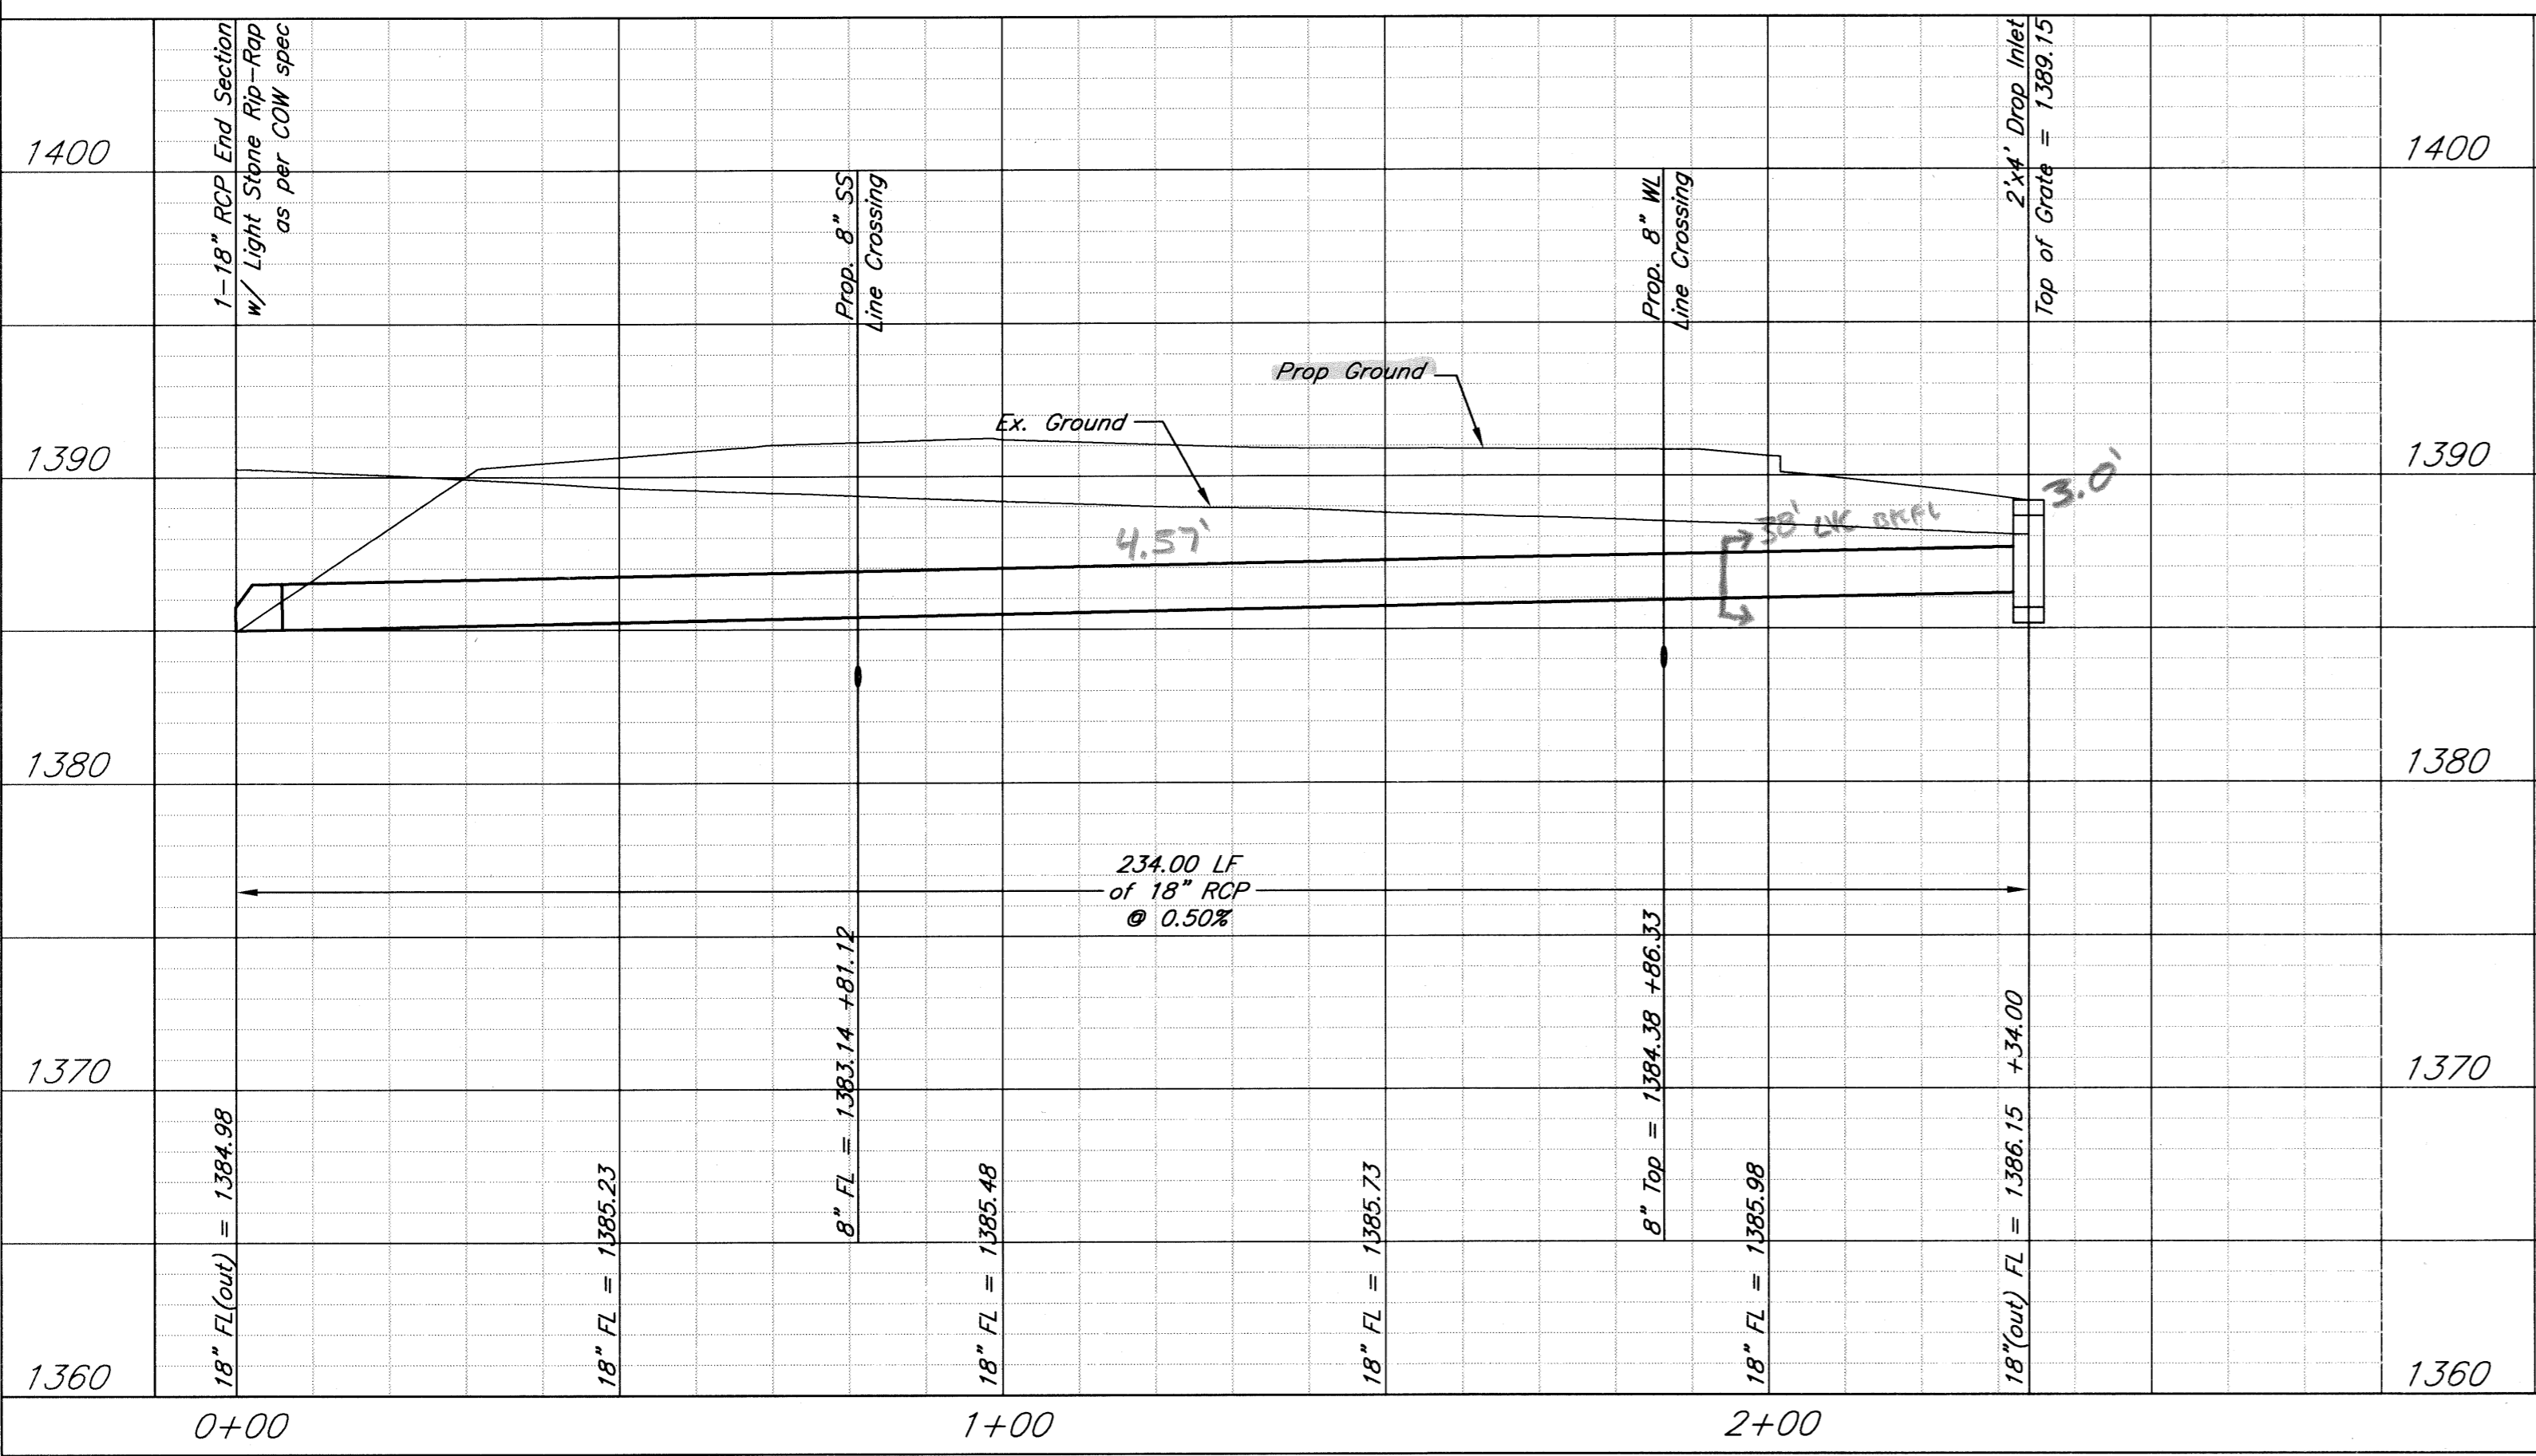 1-18" RCP End Section
w/ Light Stone Rip-Rap
as per COW spec
2'x4' Drop Inlet
Top of Grate = 1389.15
1400
1400
Prop. 8" SS
Line Crossing
Prop. 8" WL
Line Crossing
Prop Ground
Ex. Ground
1390
1390
3.0'
4.57'
38' LVC BKFL
1380
1380
234.00 LF
of 18" RCP
@ 0.50%
1370
1370
18" FL(out) = 1384.98
18" FL = 1385.23
8" FL = 1383.14 +81.12
18" FL = 1385.48
18" FL = 1385.73
8" Top = 1384.38 +86.33
18" FL = 1385.98
18"(out) FL = 1386.15 +34.00
1360
1360
0+00
1+00
2+00